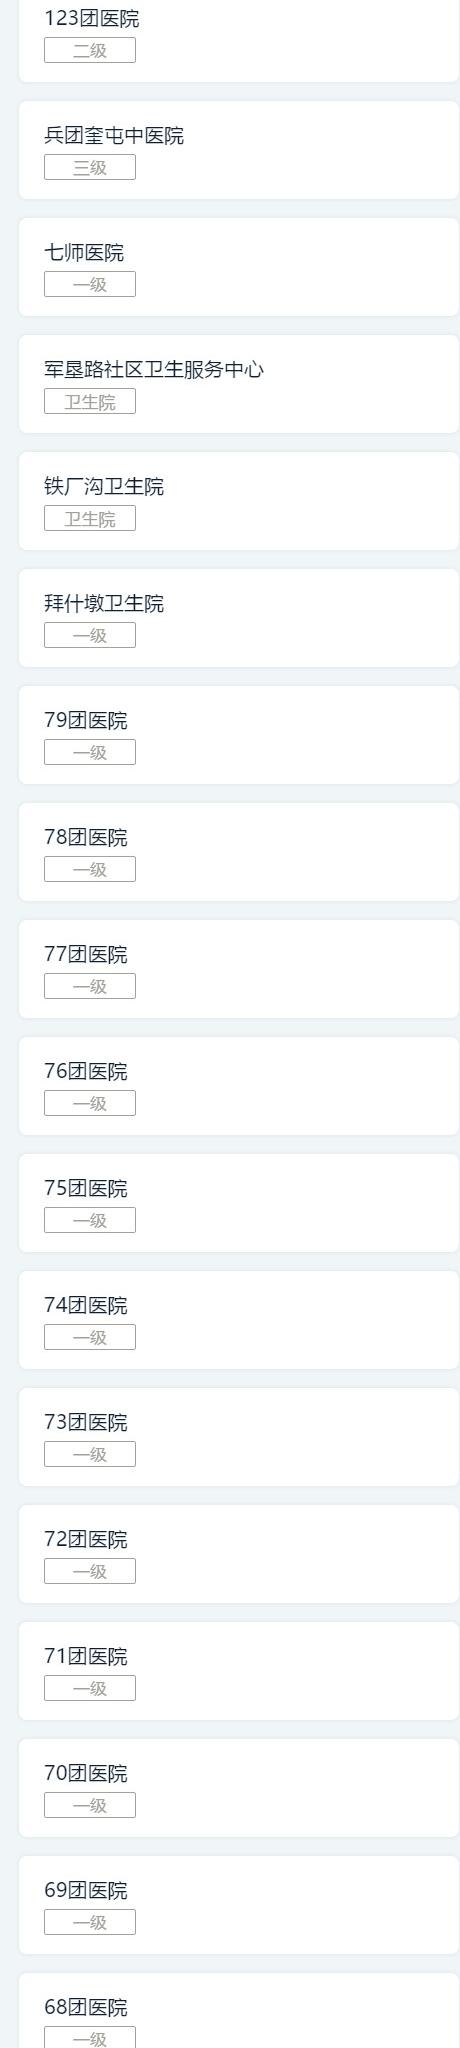 123团医院
二级
兵团奎屯中医院
三级
七师医院
一级
军垦路社区卫生服务中心
卫生院
铁厂沟卫生院
卫生院
拜什墩卫生院
一级
79团医院
一级
78团医院
一级
77团医院
一级
76团医院
一级
75团医院
一级
74团医院
一级
73团医院
一级
72团医院
一级
71团医院
一级
70团医院
一级
69团医院
一级
68团医院
一级